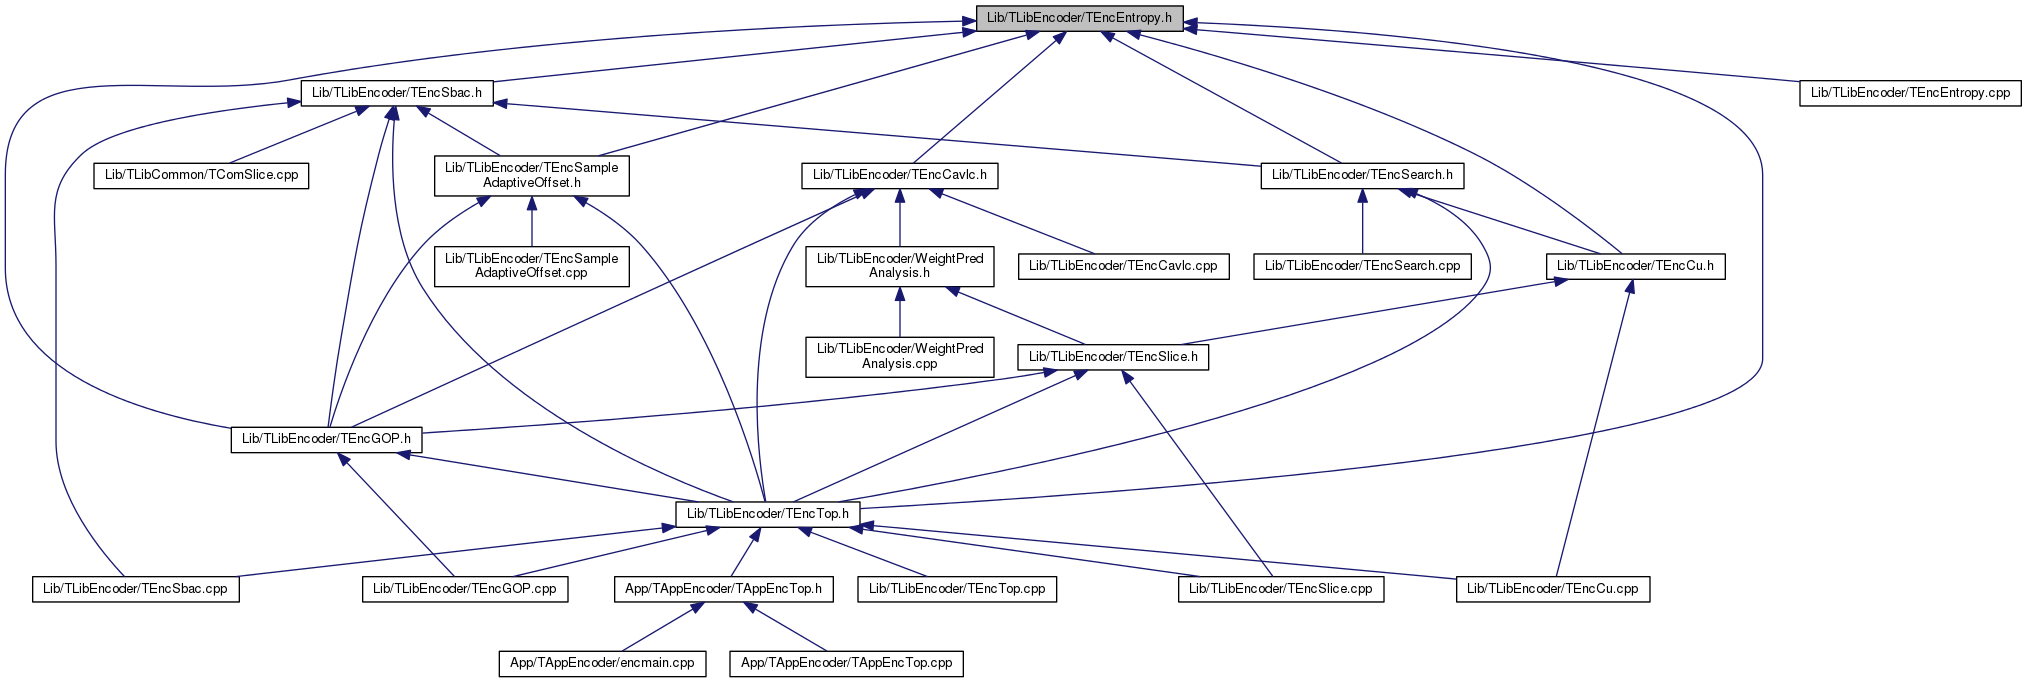 Lib/TLibEncoder/TEncEntropy.h
Lib/TLibEncoder/TEncSbac.h
Lib/TLibEncoder/TEncEntropy.cpp
Lib/TLibCommon/TComSlice.cpp
Lib/TLibEncoder/TEncSample
AdaptiveOffset.h
Lib/TLibEncoder/TEncCavlc.h
Lib/TLibEncoder/TEncSearch.h
Lib/TLibEncoder/TEncSample
AdaptiveOffset.cpp
Lib/TLibEncoder/WeightPred
Analysis.h
Lib/TLibEncoder/TEncCavlc.cpp
Lib/TLibEncoder/TEncSearch.cpp
Lib/TLibEncoder/TEncCu.h
Lib/TLibEncoder/WeightPred
Analysis.cpp
Lib/TLibEncoder/TEncSlice.h
Lib/TLibEncoder/TEncGOP.h
Lib/TLibEncoder/TEncTop.h
Lib/TLibEncoder/TEncSbac.cpp
Lib/TLibEncoder/TEncGOP.cpp
App/TAppEncoder/TAppEncTop.h
Lib/TLibEncoder/TEncTop.cpp
Lib/TLibEncoder/TEncSlice.cpp
Lib/TLibEncoder/TEncCu.cpp
App/TAppEncoder/encmain.cpp
App/TAppEncoder/TAppEncTop.cpp